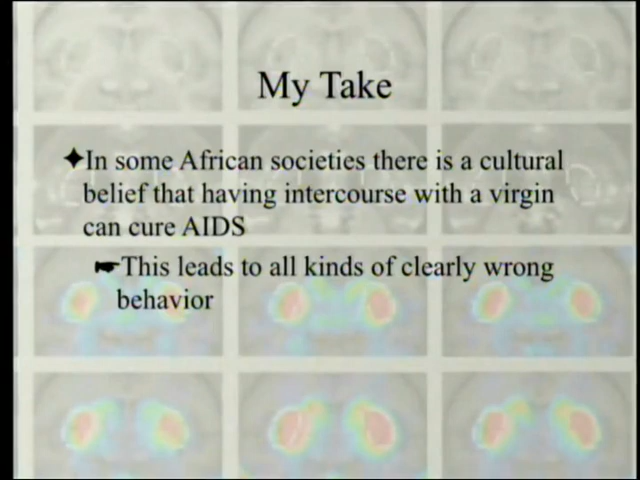 My Take
In some African societies there is a cultural
belief that having intercourse with a virgin
can cure AIDS
This leads to all kinds of clearly wrong
behavior